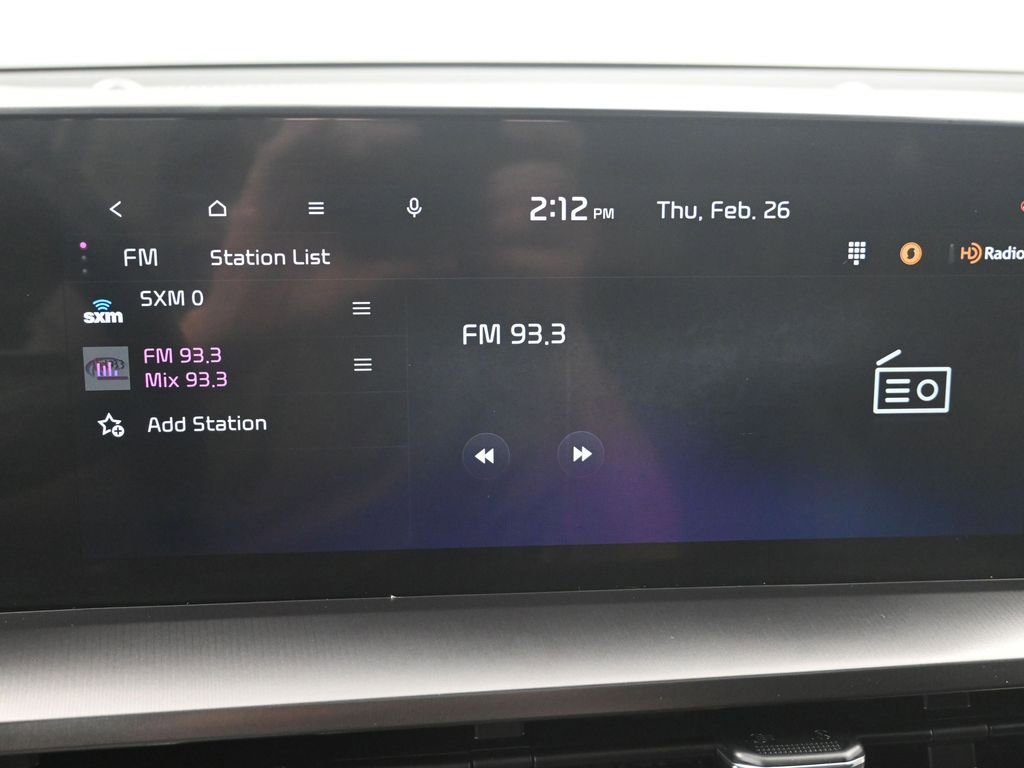 2:12 PM Thu, Feb. 26
FM Station List
HD Radio
sxm SXM 0
FM 93.3
Mix 93.3
Add Station
FM 93.3